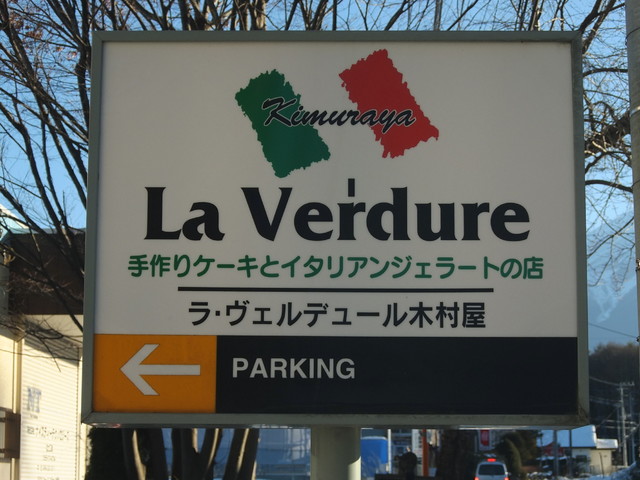 Kimuraya
La Verdure
手作りケーキとイタリアンジェラートの店
ラ・ヴェルデュール木村屋
PARKING